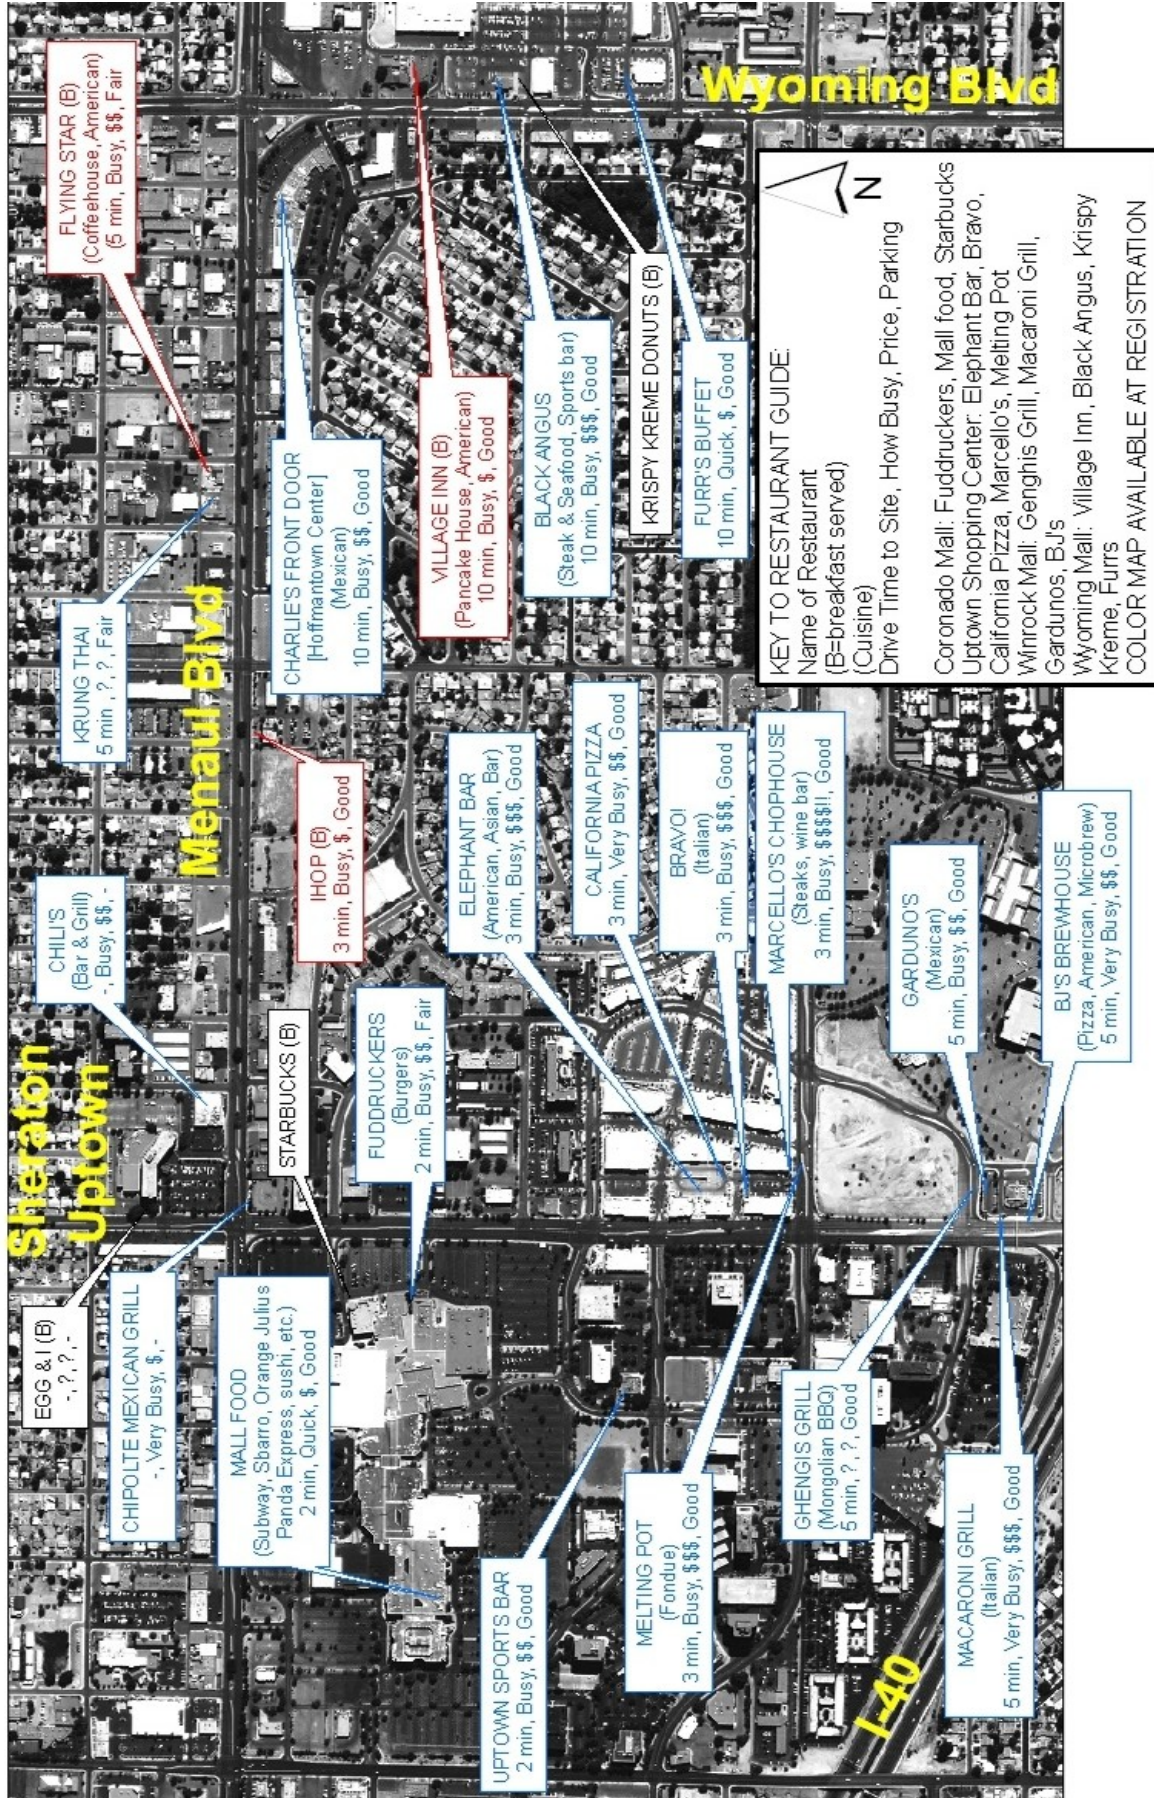 Sheraton
Uptown
Menaul Blvd
Wyoming Blvd
I-40
EGG & I (B)
-, ?, ?, -
CHIPOLTE MEXICAN GRILL
-, Very Busy, $, -
MALL FOOD
(Subway, Sbarro, Orange Julius
Panda Express, sushi, etc.)
2 min, Quick, $, Good
UPTOWN SPORTS BAR
2 min, Busy, $$, Good
MELTING POT
(Fondue)
3 min, Busy, $$$, Good
GHENGIS GRILL
(Mongolian BBQ)
5 min, ?, ?, Good
MACARONI GRILL
(Italian)
5 min, Very Busy, $$$, Good
CHILI'S
(Bar & Grill)
-, Busy, $$, -
STARBUCKS (B)
FUDDRUCKERS
(Burgers)
2 min, Busy, $$, Fair
IHOP (B)
3 min, Busy, $, Good
ELEPHANT BAR
(American, Asian, Bar)
3 min, Busy, $$$, Good
CALIFORNIA PIZZA
3 min, Very Busy, $$, Good
BRAVO!
(Italian)
3 min, Busy, $$$, Good
MARCELLO'S CHOPHOUSE
(Steaks, wine bar)
3 min, Busy, $$$$!!, Good
GARDUNO'S
(Mexican)
5 min, Busy, $$, Good
BJ'S BREWHOUSE
(Pizza, American, Microbrew)
5 min, Very Busy, $$, Good
KRUNG THAI
5 min, ?, ?, Fair
FLYING STAR (B)
(Coffeehouse, American)
(5 min, Busy, $$, Fair
CHARLIE'S FRONT DOOR
[Hoffmantown Center]
(Mexican)
10 min, Busy, $$, Good
VILLAGE INN (B)
(Pancake House, American)
10 min, Busy, $, Good
BLACK ANGUS
(Steak & Seafood, Sports bar)
10 min, Busy, $$$, Good
KRISPY KREME DONUTS (B)
FURR'S BUFFET
10 min, Quick, $, Good
N
KEY TO RESTAURANT GUIDE:
Name of Restaurant
(B=breakfast served)
(Cuisine)
Drive Time to Site, How Busy, Price, Parking
Coronado Mall: Fuddruckers, Mall food, Starbucks
Uptown Shopping Center: Elephant Bar, Bravo,
California Pizza, Marcello's, Melting Pot
Winrock Mall: Genghis Grill, Macaroni Grill,
Gardunos, BJ's
Wyoming Mall: Village Inn, Black Angus, Krispy
Kreme, Furrs
COLOR MAP AVAILABLE AT REGISTRATION